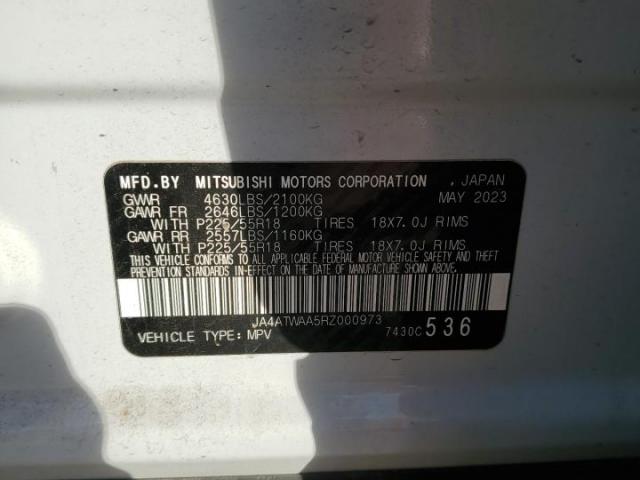 MFD.BY MITSUBISHI MOTORS CORPORATION , JAPAN
GVWR 4630LBS/2100KG MAY 2023
GAWR FR 2646LBS/1200KG
WITH P225/55R18 TIRES 18X7.0J RIMS
GAWR RR 2557LBS/1160KG
WITH P225/55R18 TIRES 18X7.0J RIMS
THIS VEHICLE CONFORMS TO ALL APPLICABLE FEDERAL MOTOR VEHICLE SAFETY AND THEFT
PREVENTION STANDARDS IN EFFECT ON THE DATE OF MANUFACTURE SHOWN ABOVE.
JA4ATWAA5RZ000973
VEHICLE TYPE: MPV 7430C 536